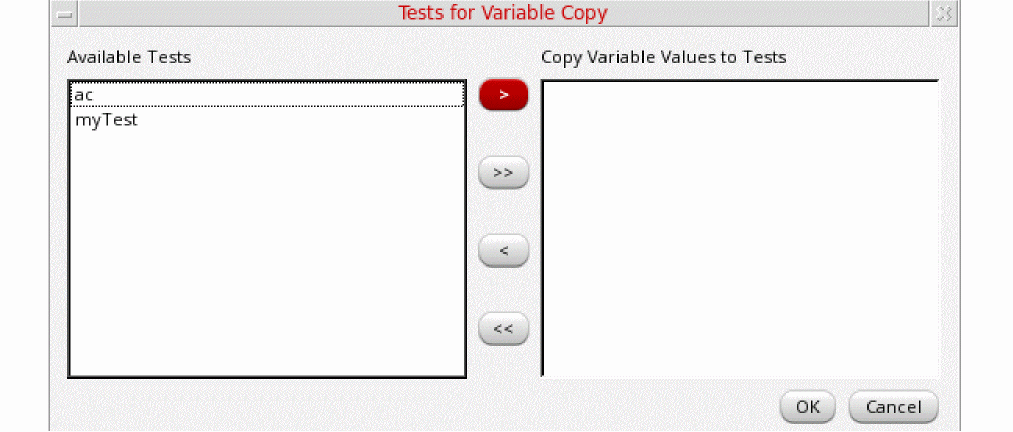 Tests for Variable Copy
Available Tests
Copy Variable Values to Tests
ac
myTest
>
>>
<
<<
OK
Cancel